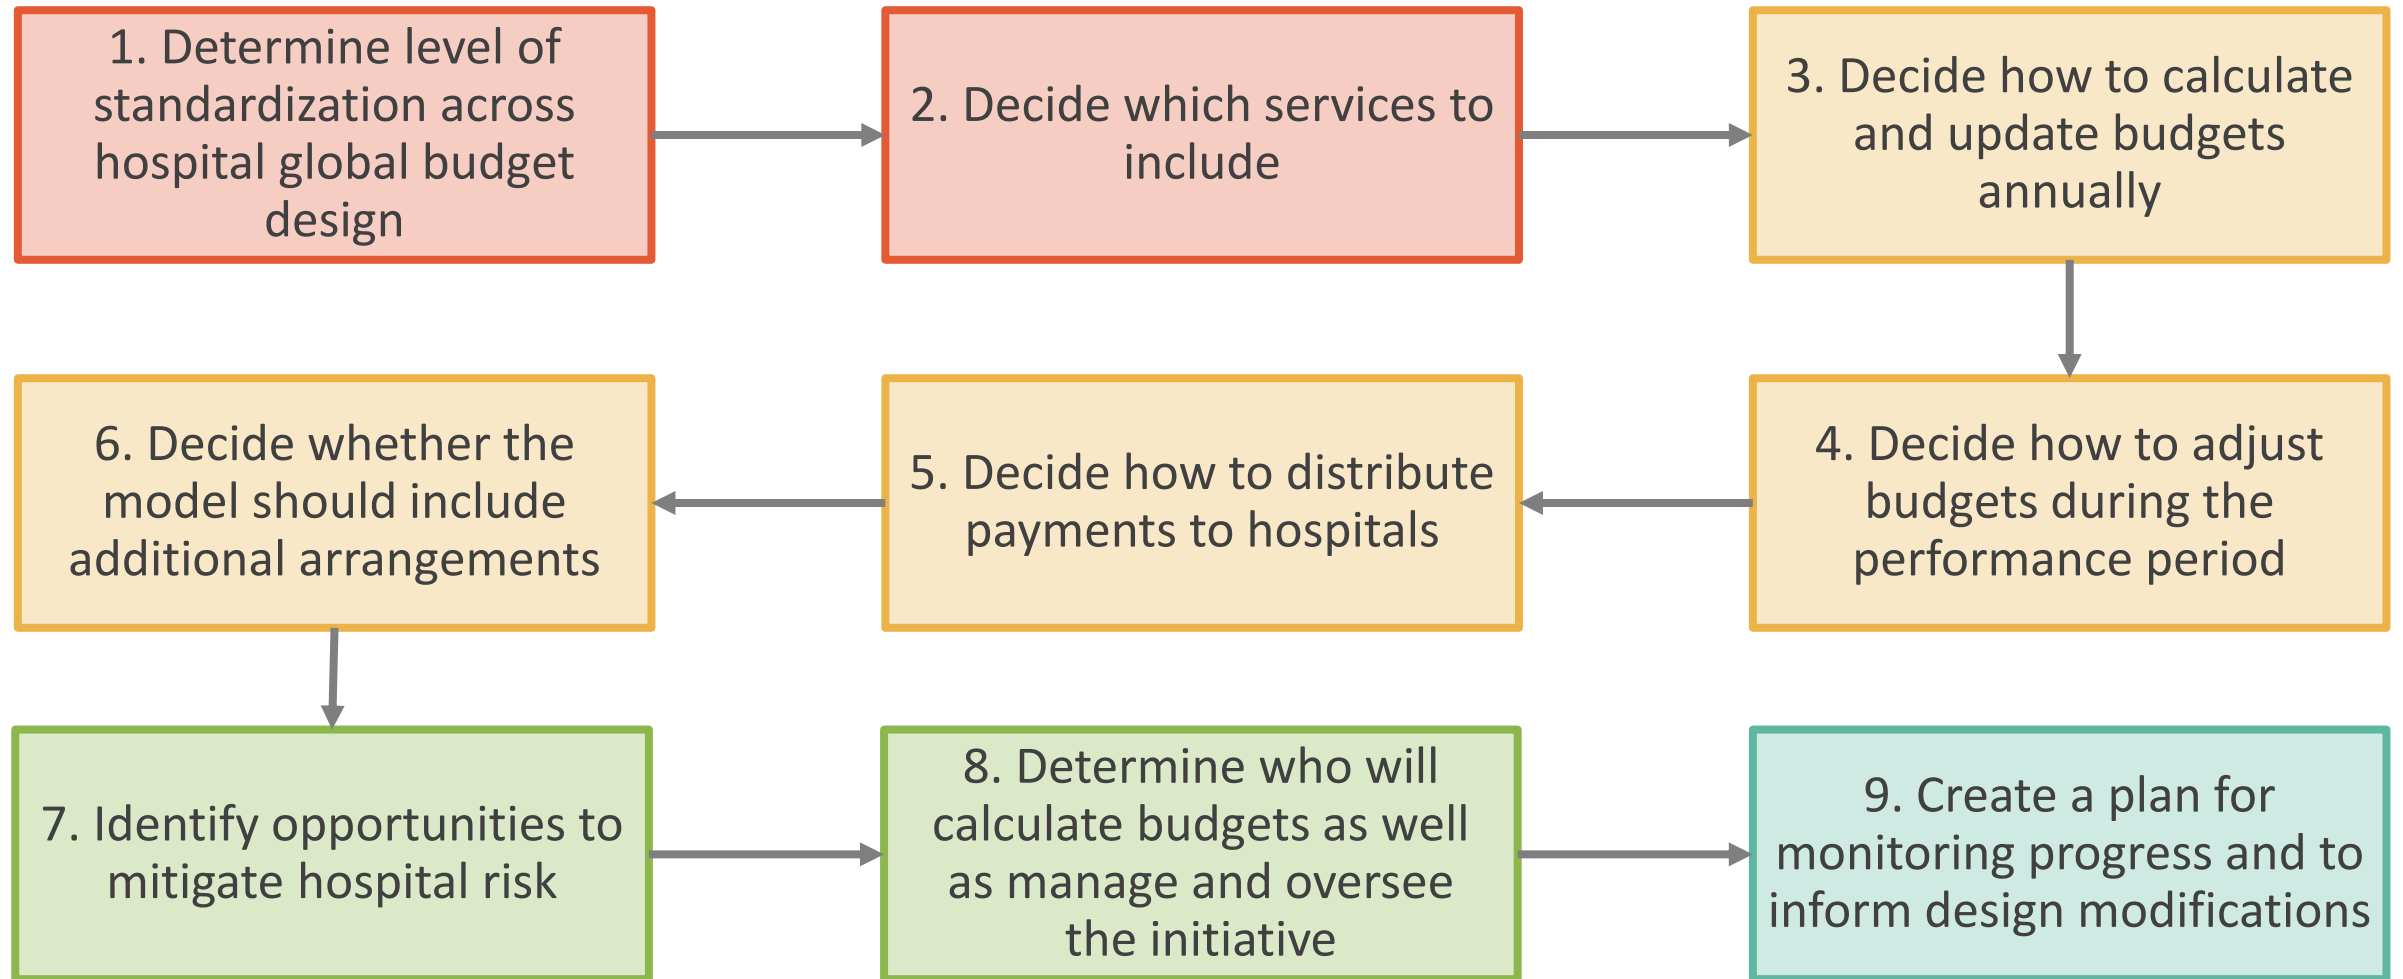 1. Determine level of
standardization across
hospital global budget
design
2. Decide which services to
include
3. Decide how to calculate
and update budgets
annually
4. Decide how to adjust
budgets during the
performance period
5. Decide how to distribute
payments to hospitals
6. Decide whether the
model should include
additional arrangements
7. Identify opportunities to
mitigate hospital risk
8. Determine who will
calculate budgets as well
as manage and oversee
the initiative
9. Create a plan for
monitoring progress and to
inform design modifications